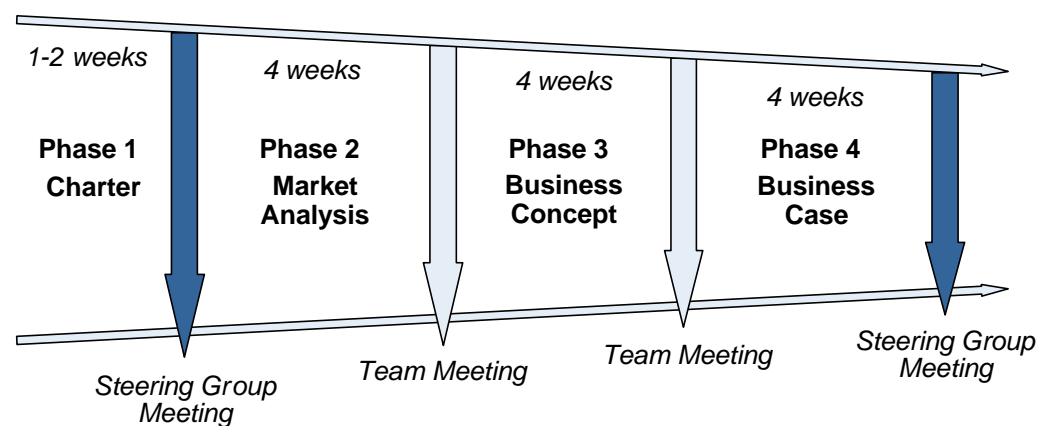 1-2 weeks
4 weeks
4 weeks
4 weeks
Phase 1
Charter
Phase 2
Market
Analysis
Phase 3
Business
Concept
Phase 4
Business
Case
Steering Group
Meeting
Team Meeting
Team Meeting
Steering Group
Meeting